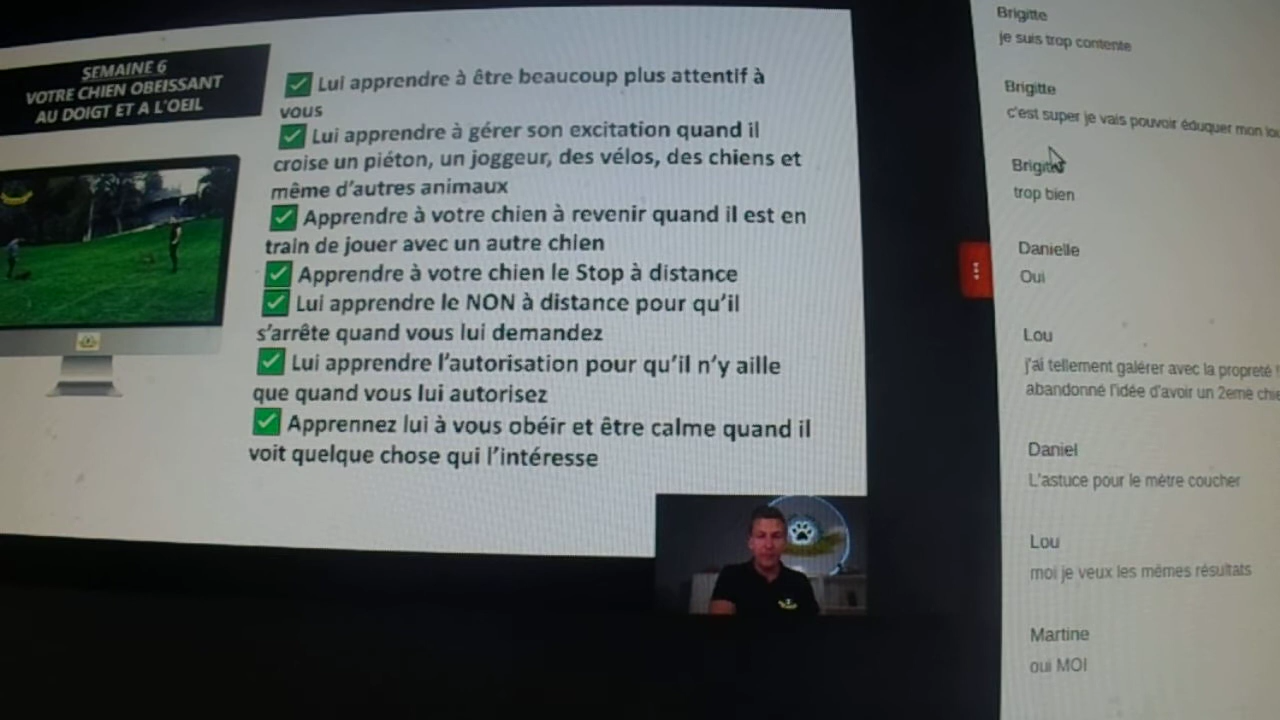 SEMAINE 6
VOTRE CHIEN OBEISSANT
AU DOIGT ET A L'OEIL
Lui apprendre à être beaucoup plus attentif à
vous
Lui apprendre à gérer son excitation quand il
croise un piéton, un joggeur, des vélos, des chiens et
même d'autres animaux
Apprendre à votre chien à revenir quand il est en
train de jouer avec un autre chien
Apprendre à votre chien le Stop à distance
Lui apprendre le NON à distance pour qu'il
s'arrête quand vous lui demandez
Lui apprendre l'autorisation pour qu'il n'y aille
que quand vous lui autorisez
Apprennez lui à vous obéir et être calme quand il
voit quelque chose qui l'intéresse
Brigitte
je suis trop contente
Brigitte
c'est super je vais pouvoir éduquer mon
Brigitte
trop bien
Danielle
Oui
Lou
j'ai tellement galérer avec la propreté !
abandonné l'idée d'avoir un 2eme
Daniel
L'astuce pour le mètre coucher
Lou
moi je veux les mêmes résultats
Martine
oui MOI